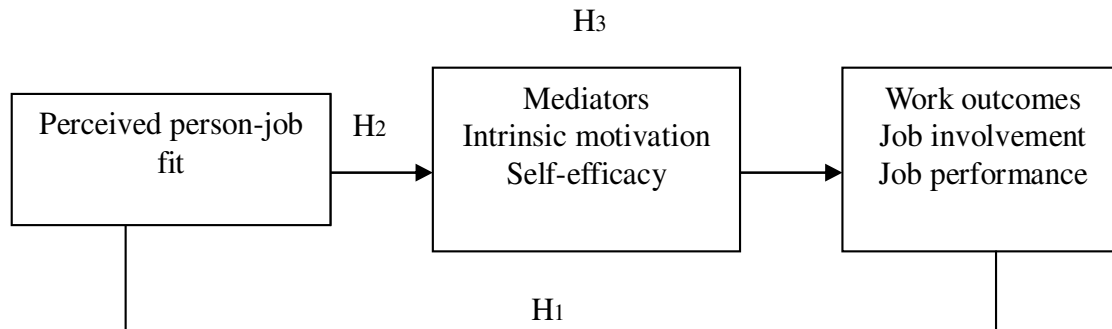 H3
Perceived person-job
fit
H2
Mediators
Intrinsic motivation
Self-efficacy
Work outcomes
Job involvement
Job performance
H1